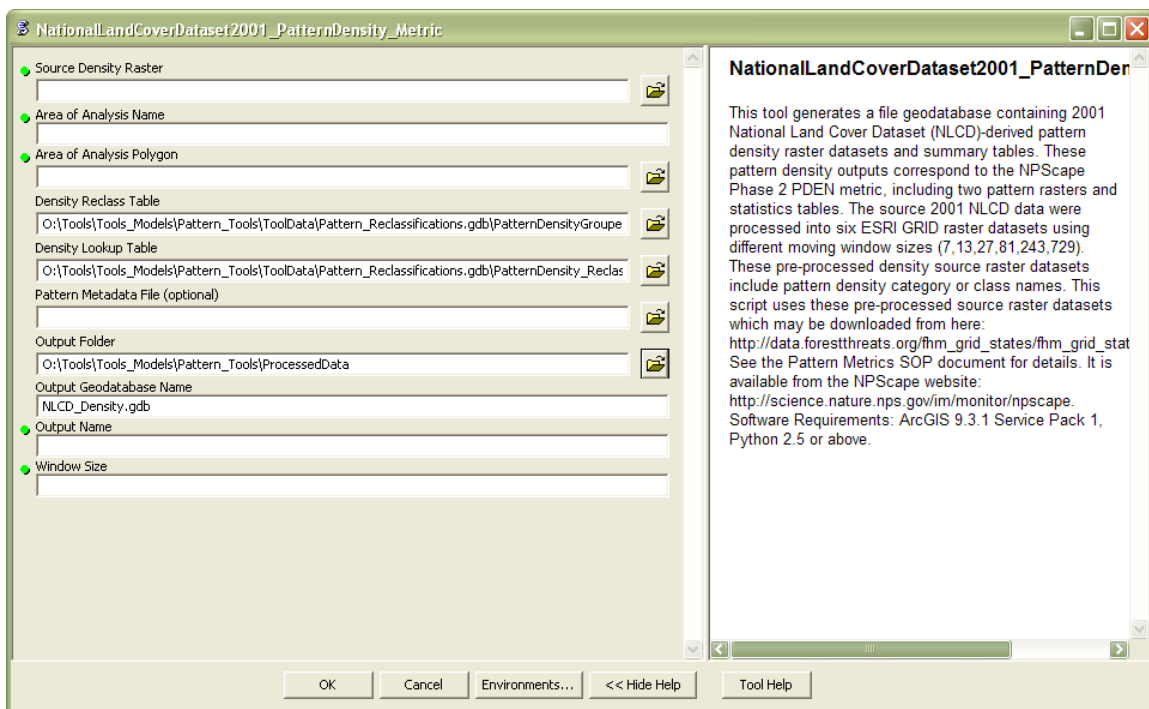 NationalLandCoverDataset2001_PatternDensity_Metric
Source Density Raster
Area of Analysis Name
Area of Analysis Polygon
Density Reclass Table
O:\Tools\Tools_Models\Pattern_Tools\ToolData\Pattern_Reclassifications.gdb\PatternDensityGroupe
Density Lookup Table
O:\Tools\Tools_Models\Pattern_Tools\ToolData\Pattern_Reclassifications.gdb\PatternDensity_Reclas
Pattern Metadata File (optional)
Output Folder
O:\Tools\Tools_Models\Pattern_Tools\ProcessedData
Output Geodatabase Name
NLCD_Density.gdb
Output Name
Window Size
NationalLandCoverDataset2001_PatternDen
This tool generates a file geodatabase containing 2001
National Land Cover Dataset (NLCD)-derived pattern
density raster datasets and summary tables. These
pattern density outputs correspond to the NPScape
Phase 2 PDEN metric, including two pattern rasters and
statistics tables. The source 2001 NLCD data were
processed into six ESRI GRID raster datasets using
different moving window sizes (7,13,27,81,243,729).
These pre-processed density source raster datasets
include pattern density category or class names. This
script uses these pre-processed source raster datasets
which may be downloaded from here:
http://data.forestthreats.org/fhm_grid_states/fhm_grid_stat
See the Pattern Metrics SOP document for details. It is
available from the NPScape website:
http://science.nature.nps.gov/im/monitor/npscape.
Software Requirements: ArcGIS 9.3.1 Service Pack 1,
Python 2.5 or above.
OK
Cancel
Environments...
<< Hide Help
Tool Help